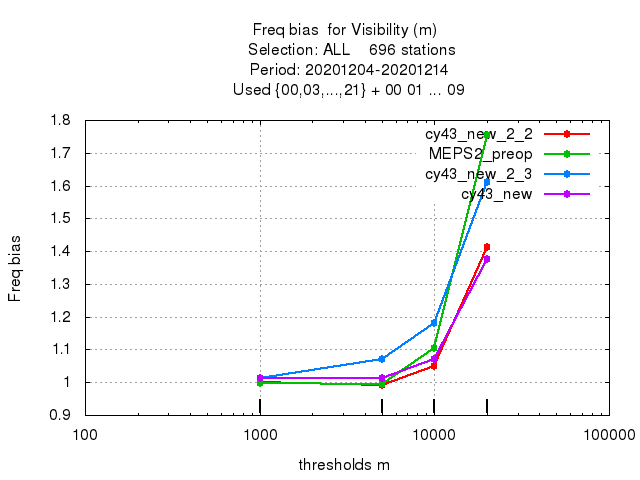 Freq bias for Visibility (m)
Selection: ALL 696 stations
Period: 20201204-20201214
Used {00,03,...,21} + 00 01 ... 09
1.8
1.7
1.6
1.5
1.4
1.3
1.2
1.1
1
0.9
Freq bias
cy43_new_2_2
MEPS2_preop
cy43_new_2_3
cy43_new
100
1000
10000
100000
thresholds m